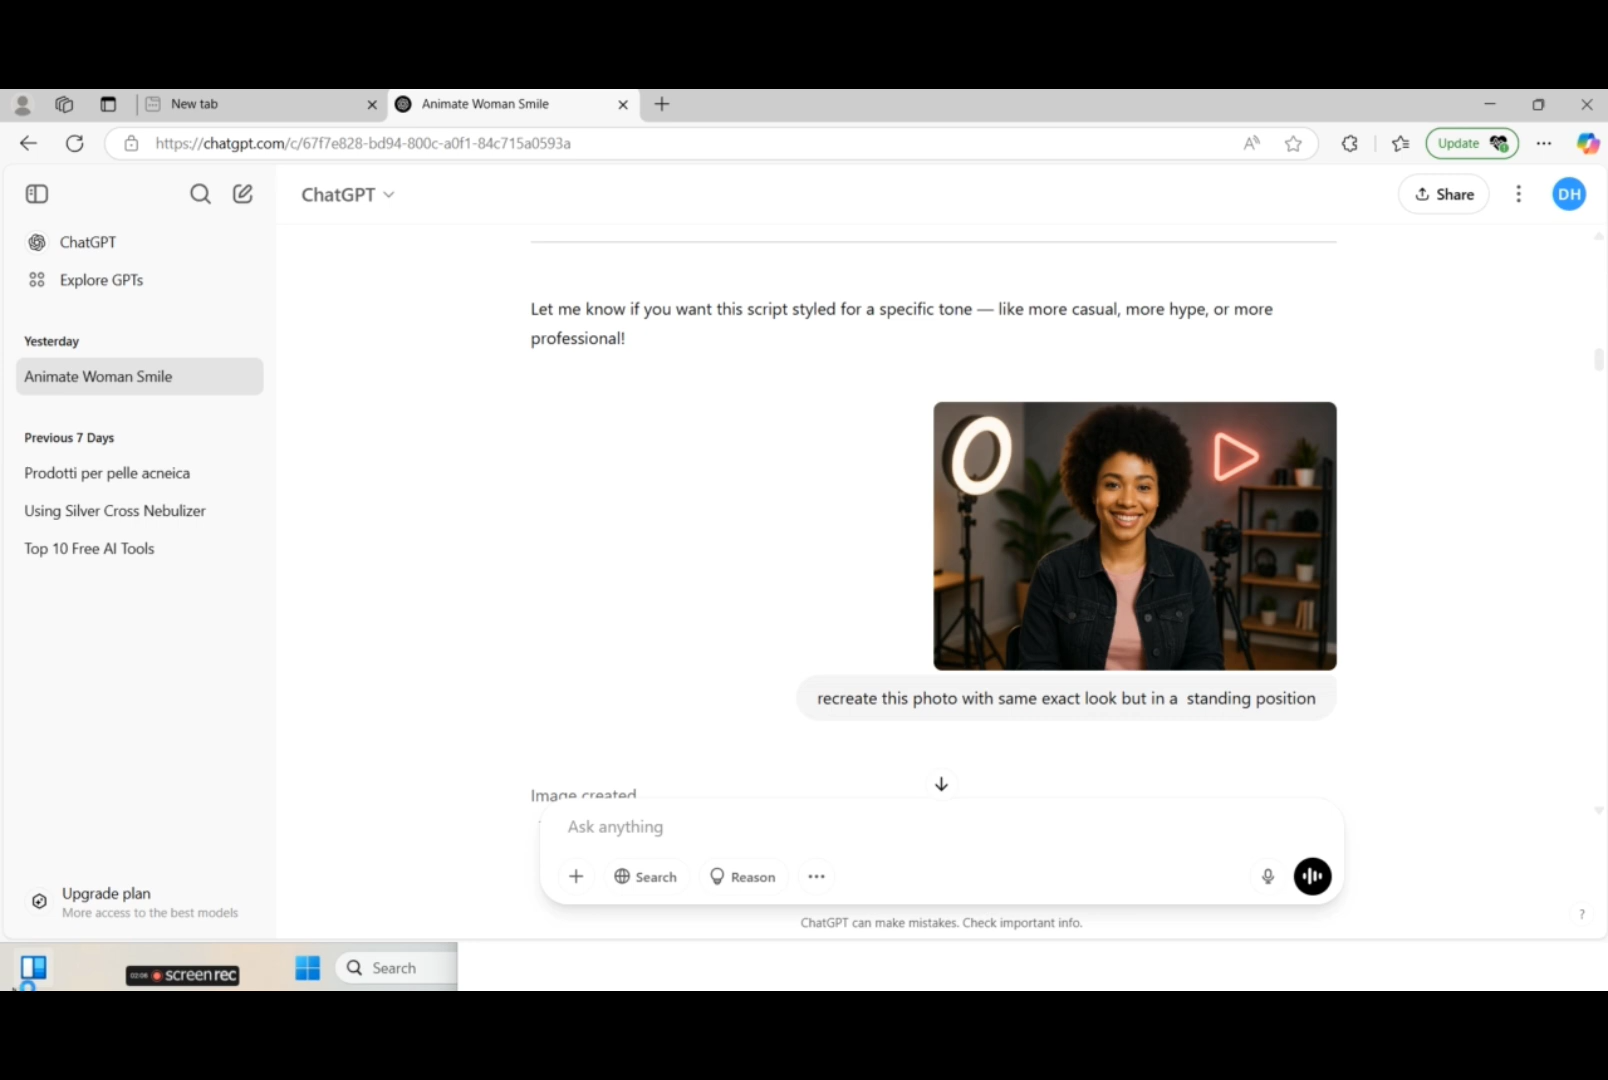 New tab
Animate Woman Smile
https://chatgpt.com/c/67f7e828-bd94-800c-a0f1-84c715a0593a
Update
ChatGPT
Share
DH
ChatGPT
Explore GPTs
Yesterday
Animate Woman Smile
Previous 7 Days
Prodotti per pelle acneica
Using Silver Cross Nebulizer
Top 10 Free AI Tools
Let me know if you want this script styled for a specific tone — like more casual, more hype, or more
professional!
recreate this photo with same exact look but in a  standing position
Image created
Ask anything
Search
Reason
Upgrade plan
More access to the best models
ChatGPT can make mistakes. Check important info.
?
02:06 screenrec
Search